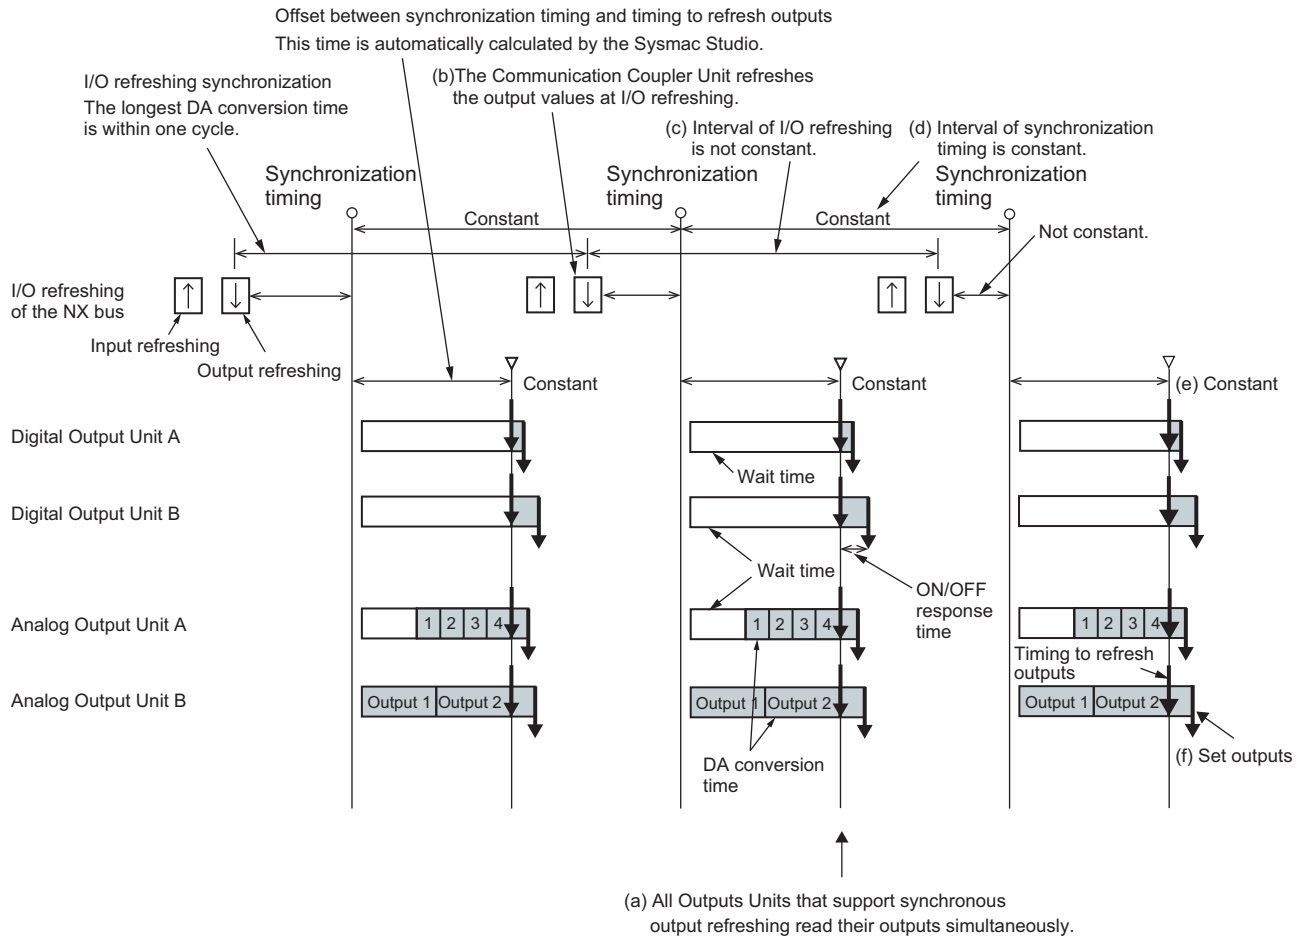 Offset between synchronization timing and timing to refresh outputs
This time is automatically calculated by the Sysmac Studio.
I/O refreshing synchronization
The longest DA conversion time
is within one cycle.
(b)The Communication Coupler Unit refreshes
the output values at I/O refreshing.
(c) Interval of I/O refreshing
is not constant.
(d) Interval of synchronization
timing is constant.
Synchronization
timing
Synchronization
timing
Synchronization
timing
Constant
Constant
Not constant.
I/O refreshing
of the NX bus
Input refreshing
Output refreshing
Constant
Constant
(e) Constant
Digital Output Unit A
Wait time
Digital Output Unit B
Wait time
ON/OFF
response
time
Analog Output Unit A
1 2 3 4
1 2 3 4
1 2 3 4
Timing to refresh
outputs
Analog Output Unit B
Output 1 Output 2
Output 1 Output 2
Output 1 Output 2
DA conversion
time
(f) Set outputs
(a) All Outputs Units that support synchronous
output refreshing read their outputs simultaneously.